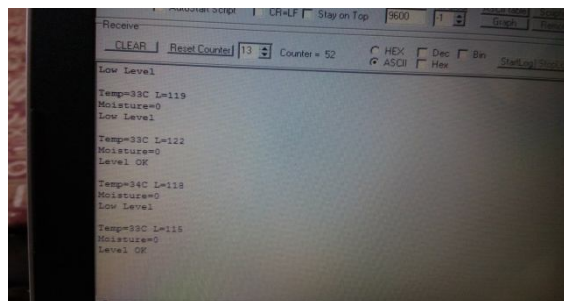 AutoStart Script CR=LF Stay on Top 9600 -1 Graph
Receive
CLEAR Reset Counter 13 Counter = 52 HEX Dec Bin
ASCII Hex StartLog
Low Level
Temp=33C L=119
Moisture=0
Low Level
Temp=33C L=122
Moisture=0
Level OK
Temp=34C L=118
Moisture=0
Low Level
Temp=33C L=115
Moisture=0
Level OK